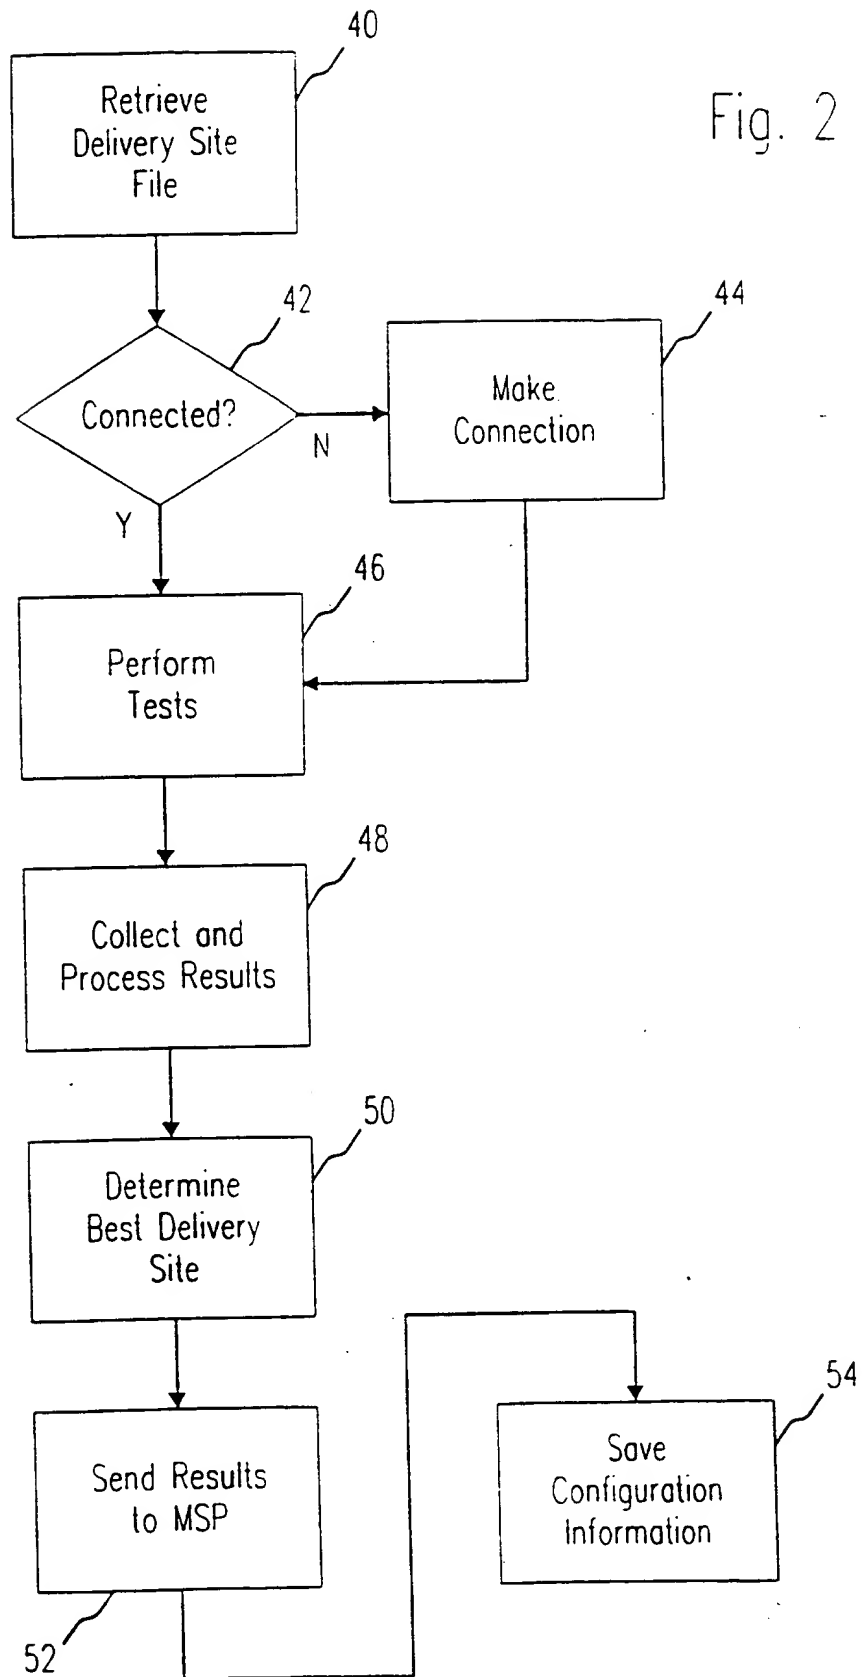 40
Retrieve
Delivery Site
File
Fig. 2
42
Connected?
N
Y
44
Make
Connection
46
Perform
Tests
48
Collect and
Process Results
50
Determine
Best Delivery
Site
Send Results
to MSP
52
54
Save
Configuration
Information